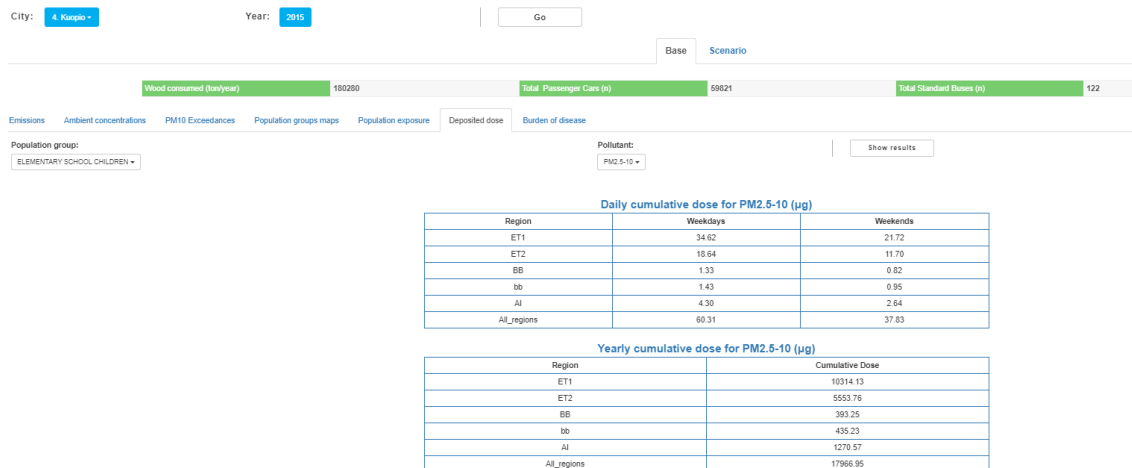 City: 4. Kuopio Year: 2015 Go
Base Scenario
Wood consumed (ton/year) 180280 Total Passenger Cars (n) 59821 Total Standard Buses (n) 122
Emissions Ambient concentrations PM10 Exceedances Population groups maps Population exposure Deposited dose Burden of disease
Population group: Pollutant: Show results
ELEMENTARY SCHOOL CHILDREN PM2.5-10
Daily cumulative dose for PM2.5-10 (µg)
Region Weekdays Weekends
ET1 34.62 21.72
ET2 18.64 11.70
BB 1.33 0.82
bb 1.43 0.95
AI 4.30 2.64
All_regions 60.31 37.83
Yearly cumulative dose for PM2.5-10 (µg)
Region Cumulative Dose
ET1 10314.13
ET2 5553.76
BB 393.25
bb 435.23
AI 1270.57
All_regions 17966.95